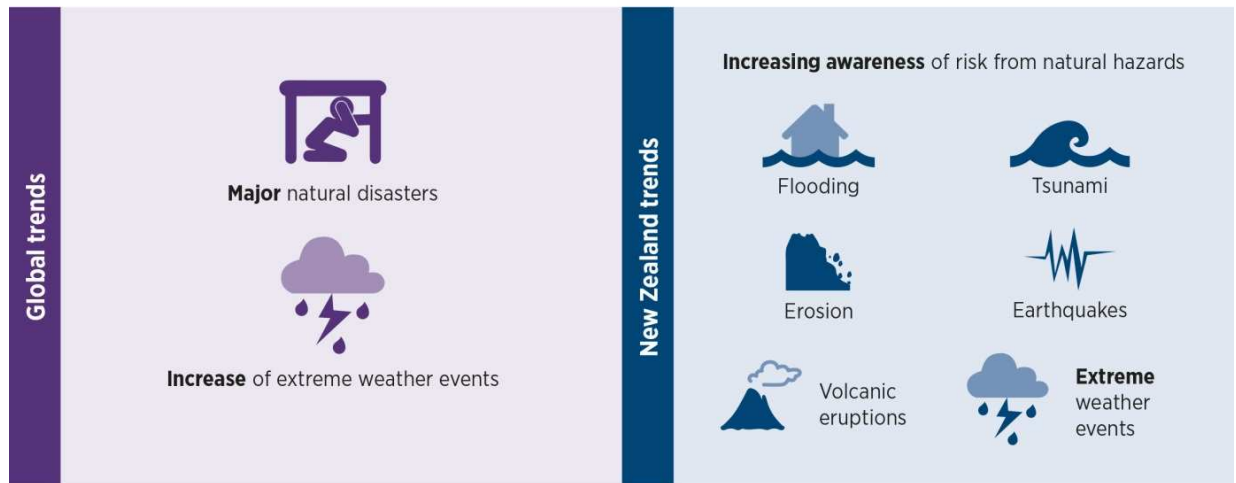 Global trends
Major natural disasters
Increase of extreme weather events
New Zealand trends
Increasing awareness of risk from natural hazards
Flooding
Tsunami
Erosion
Earthquakes
Volcanic
eruptions
Extreme
weather
events